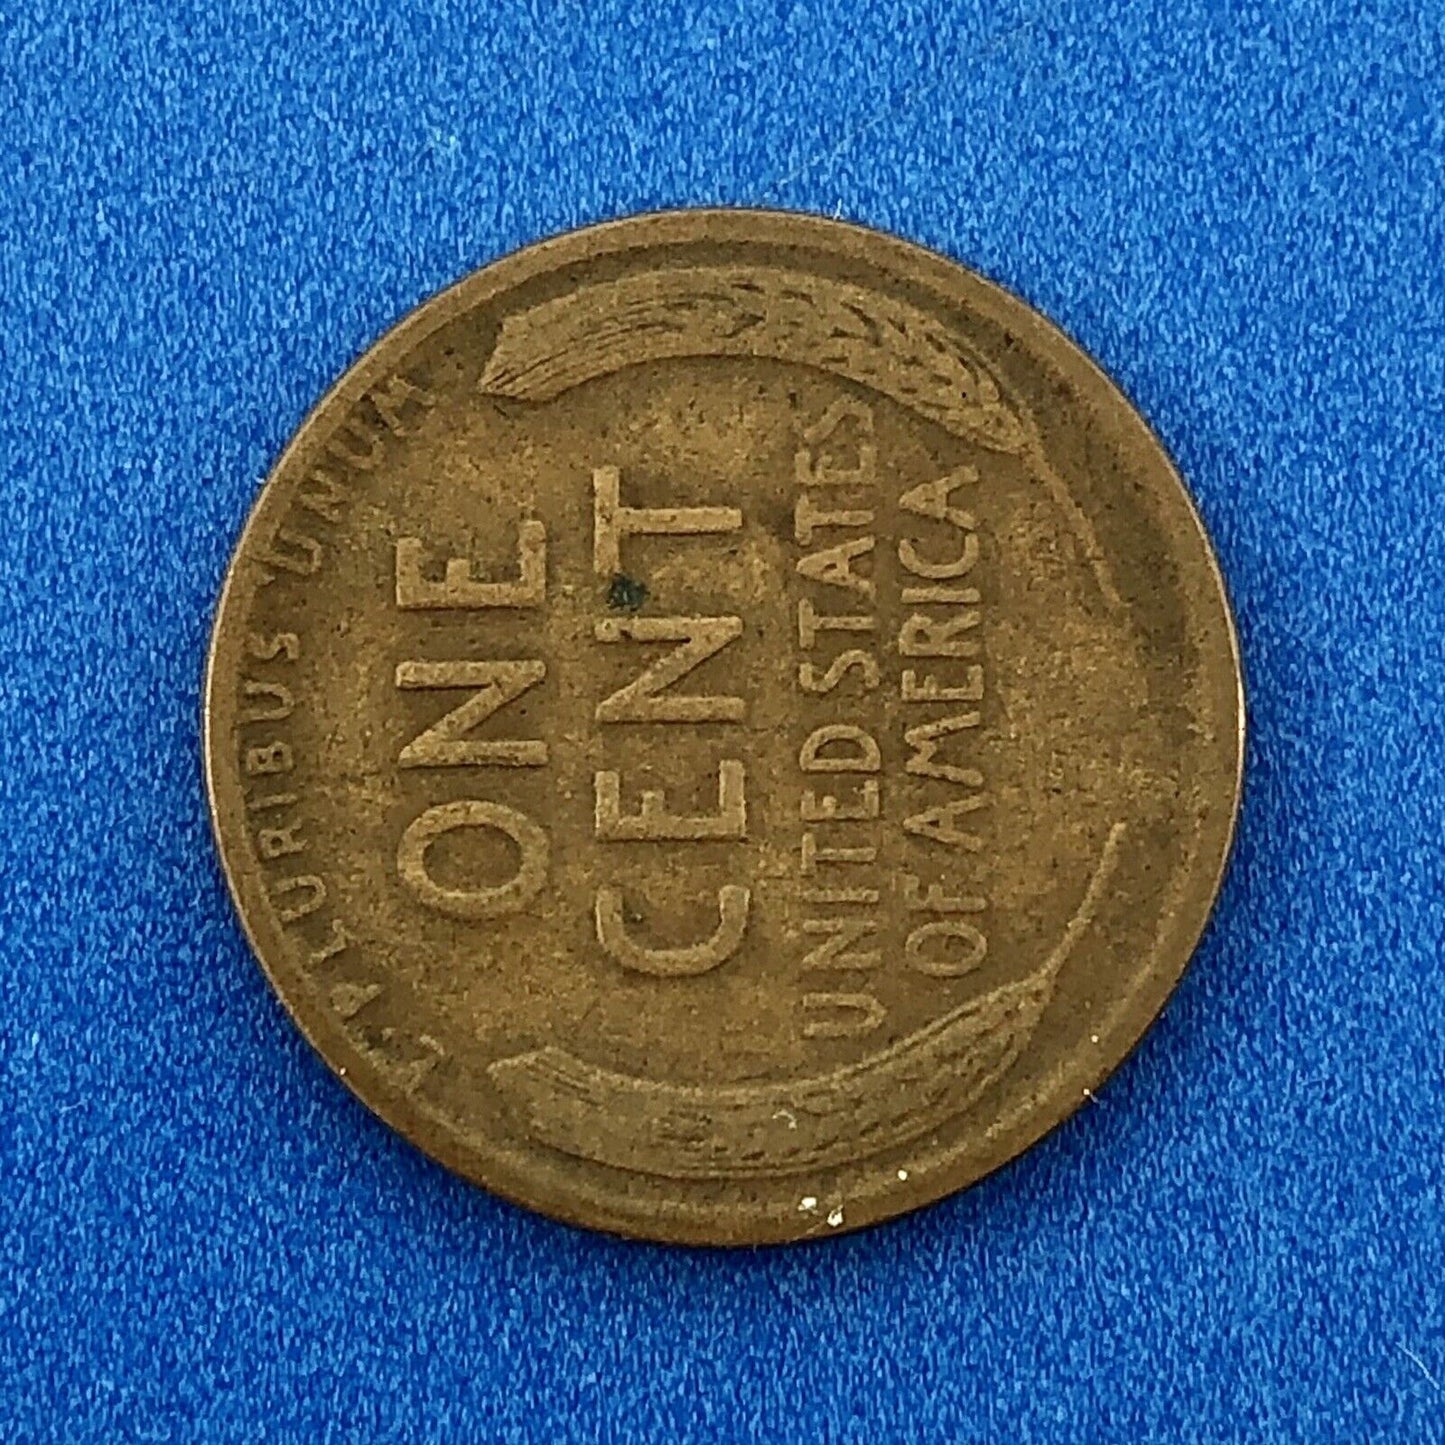 E PLURIBUS UNUM
ONE
CENT
UNITED STATES
OF AMERICA